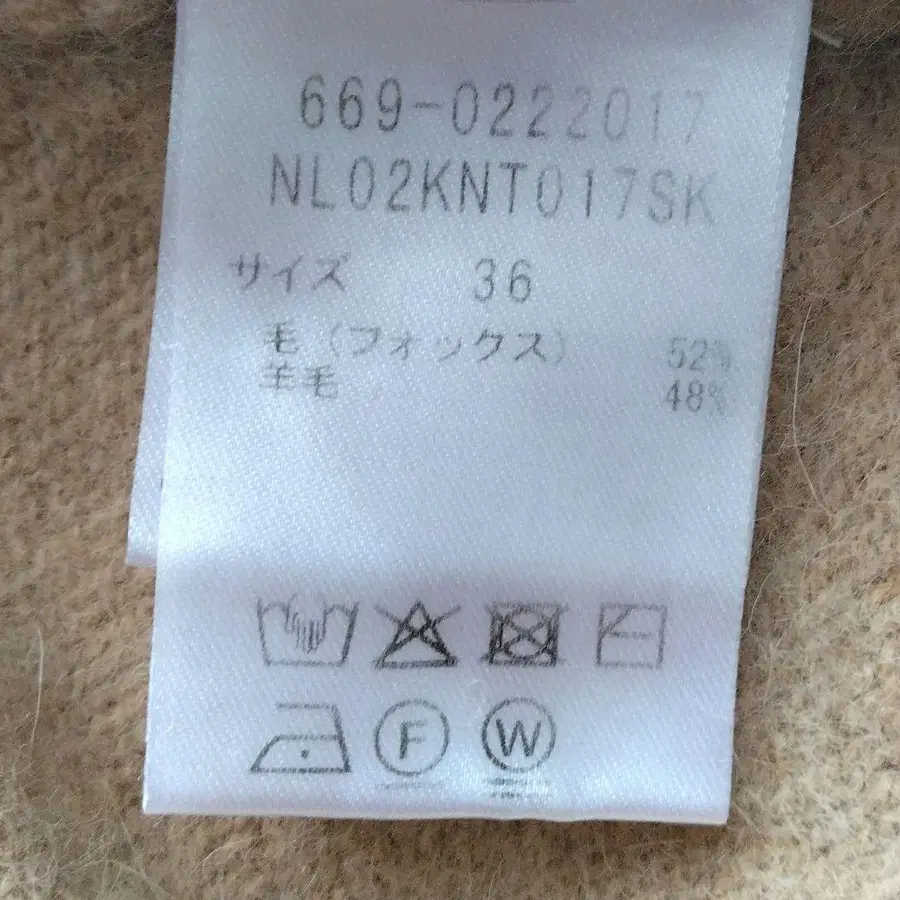 669-0222017
NL02KNT017SK
サイズ 36
毛(フォックス) 52%
羊毛 48%
F W